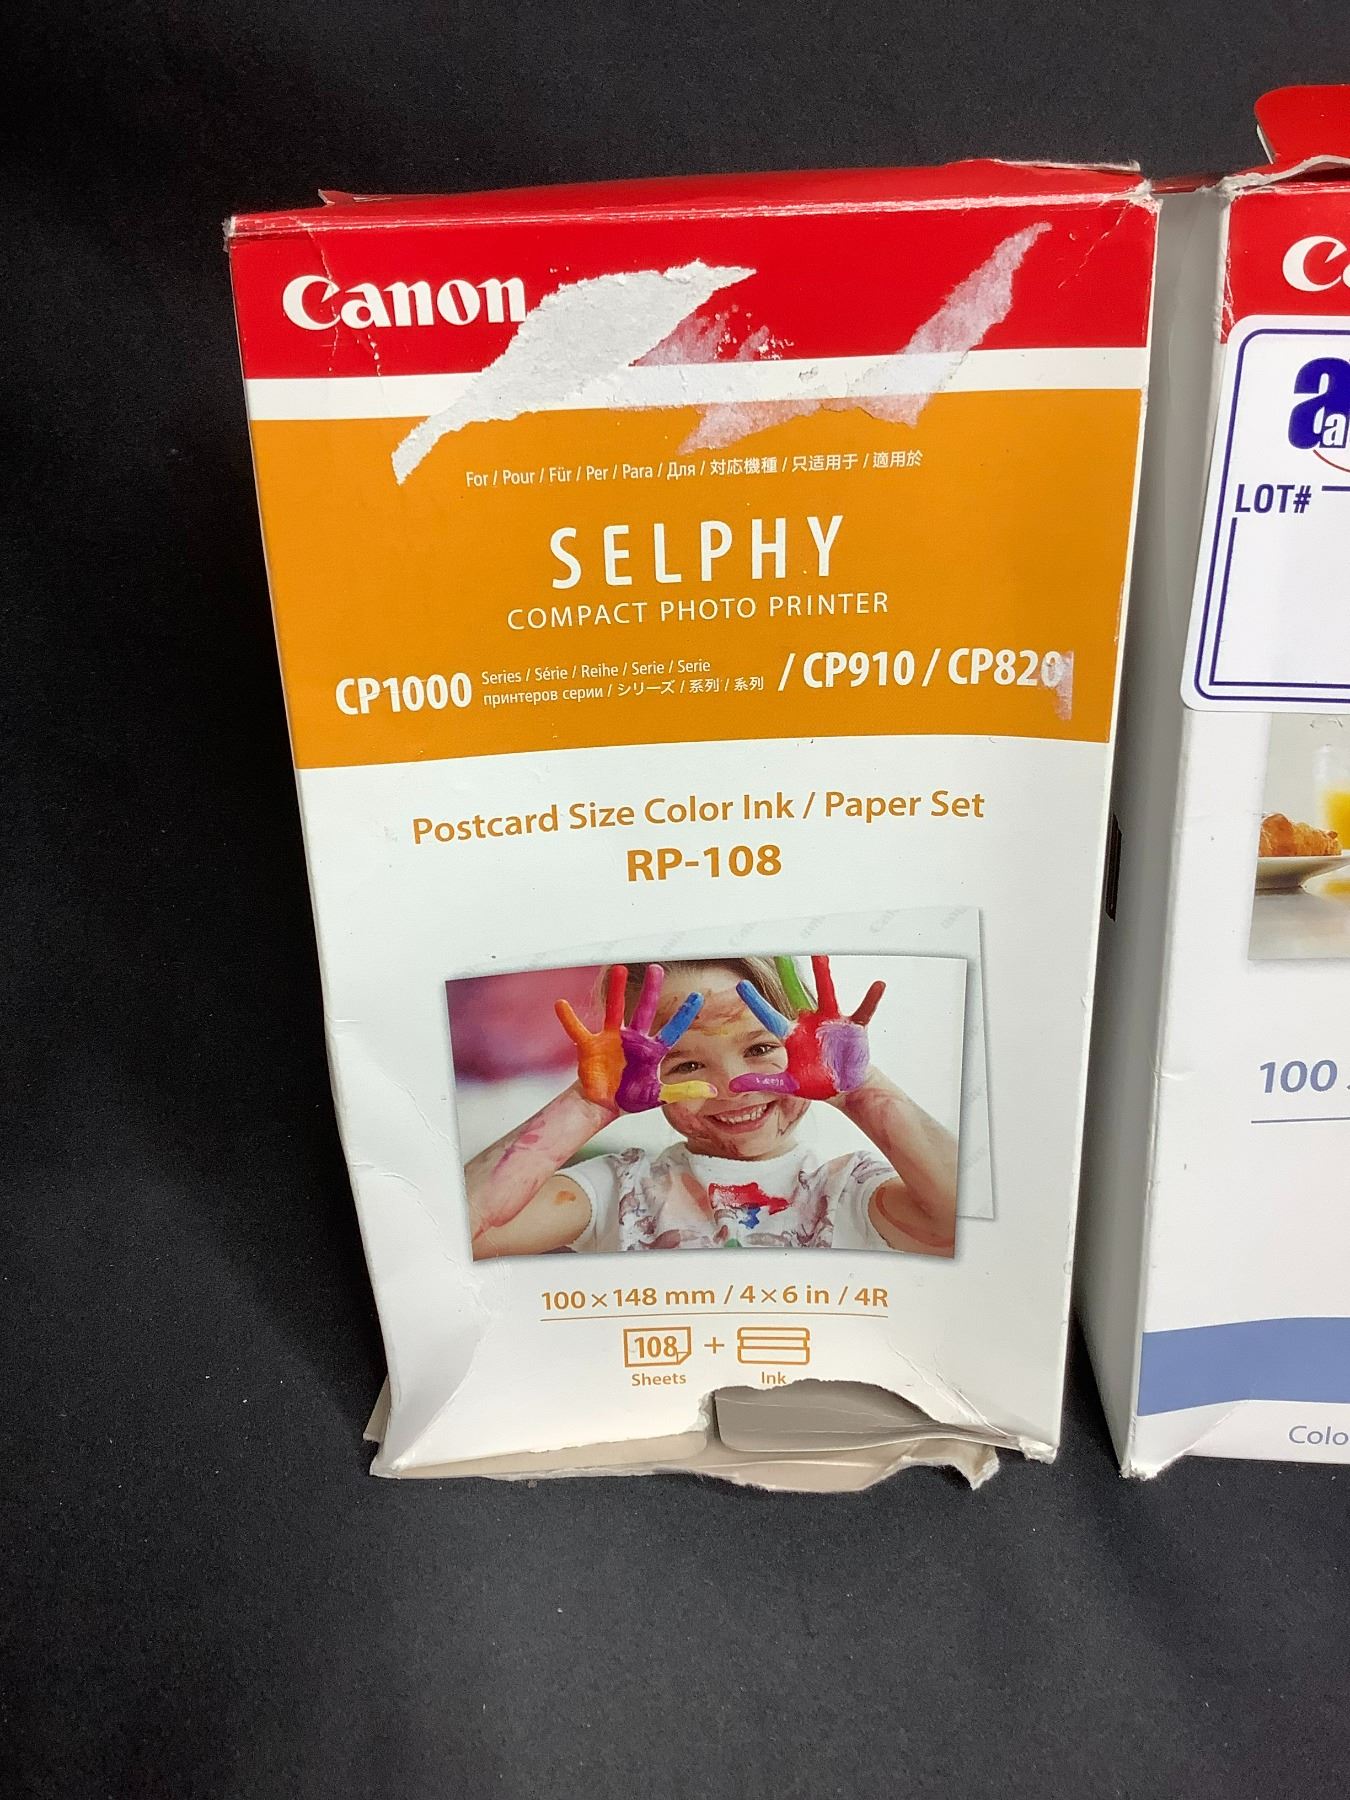 Canon
For / Pour / Für / Per / Para / Для / 対応機種 / 只适用于 / 適用於
SELPHY
COMPACT PHOTO PRINTER
CP1000 Series / Série / Reihe / Serie / Serie
принтеров серии / シリーズ / 系列 / 系列 / CP910 / CP820
Postcard Size Color Ink / Paper Set
RP-108
100 × 148 mm / 4 × 6 in / 4R
108 +
Sheets Ink
LOT#
100